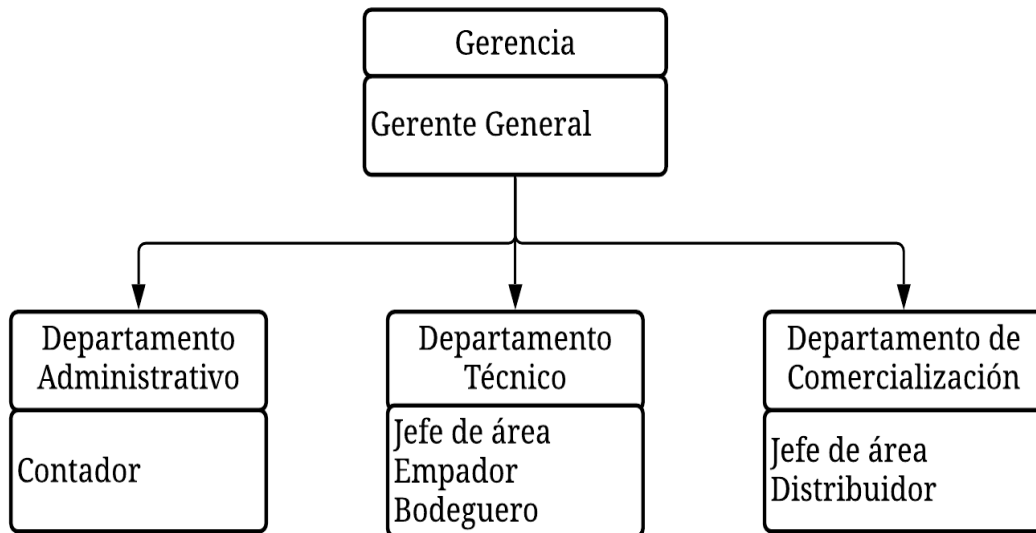 Gerencia
Gerente General
Departamento
Administrativo
Contador
Departamento
Técnico
Jefe de área
Empador
Bodeguero
Departamento de
Comercialización
Jefe de área
Distribuidor